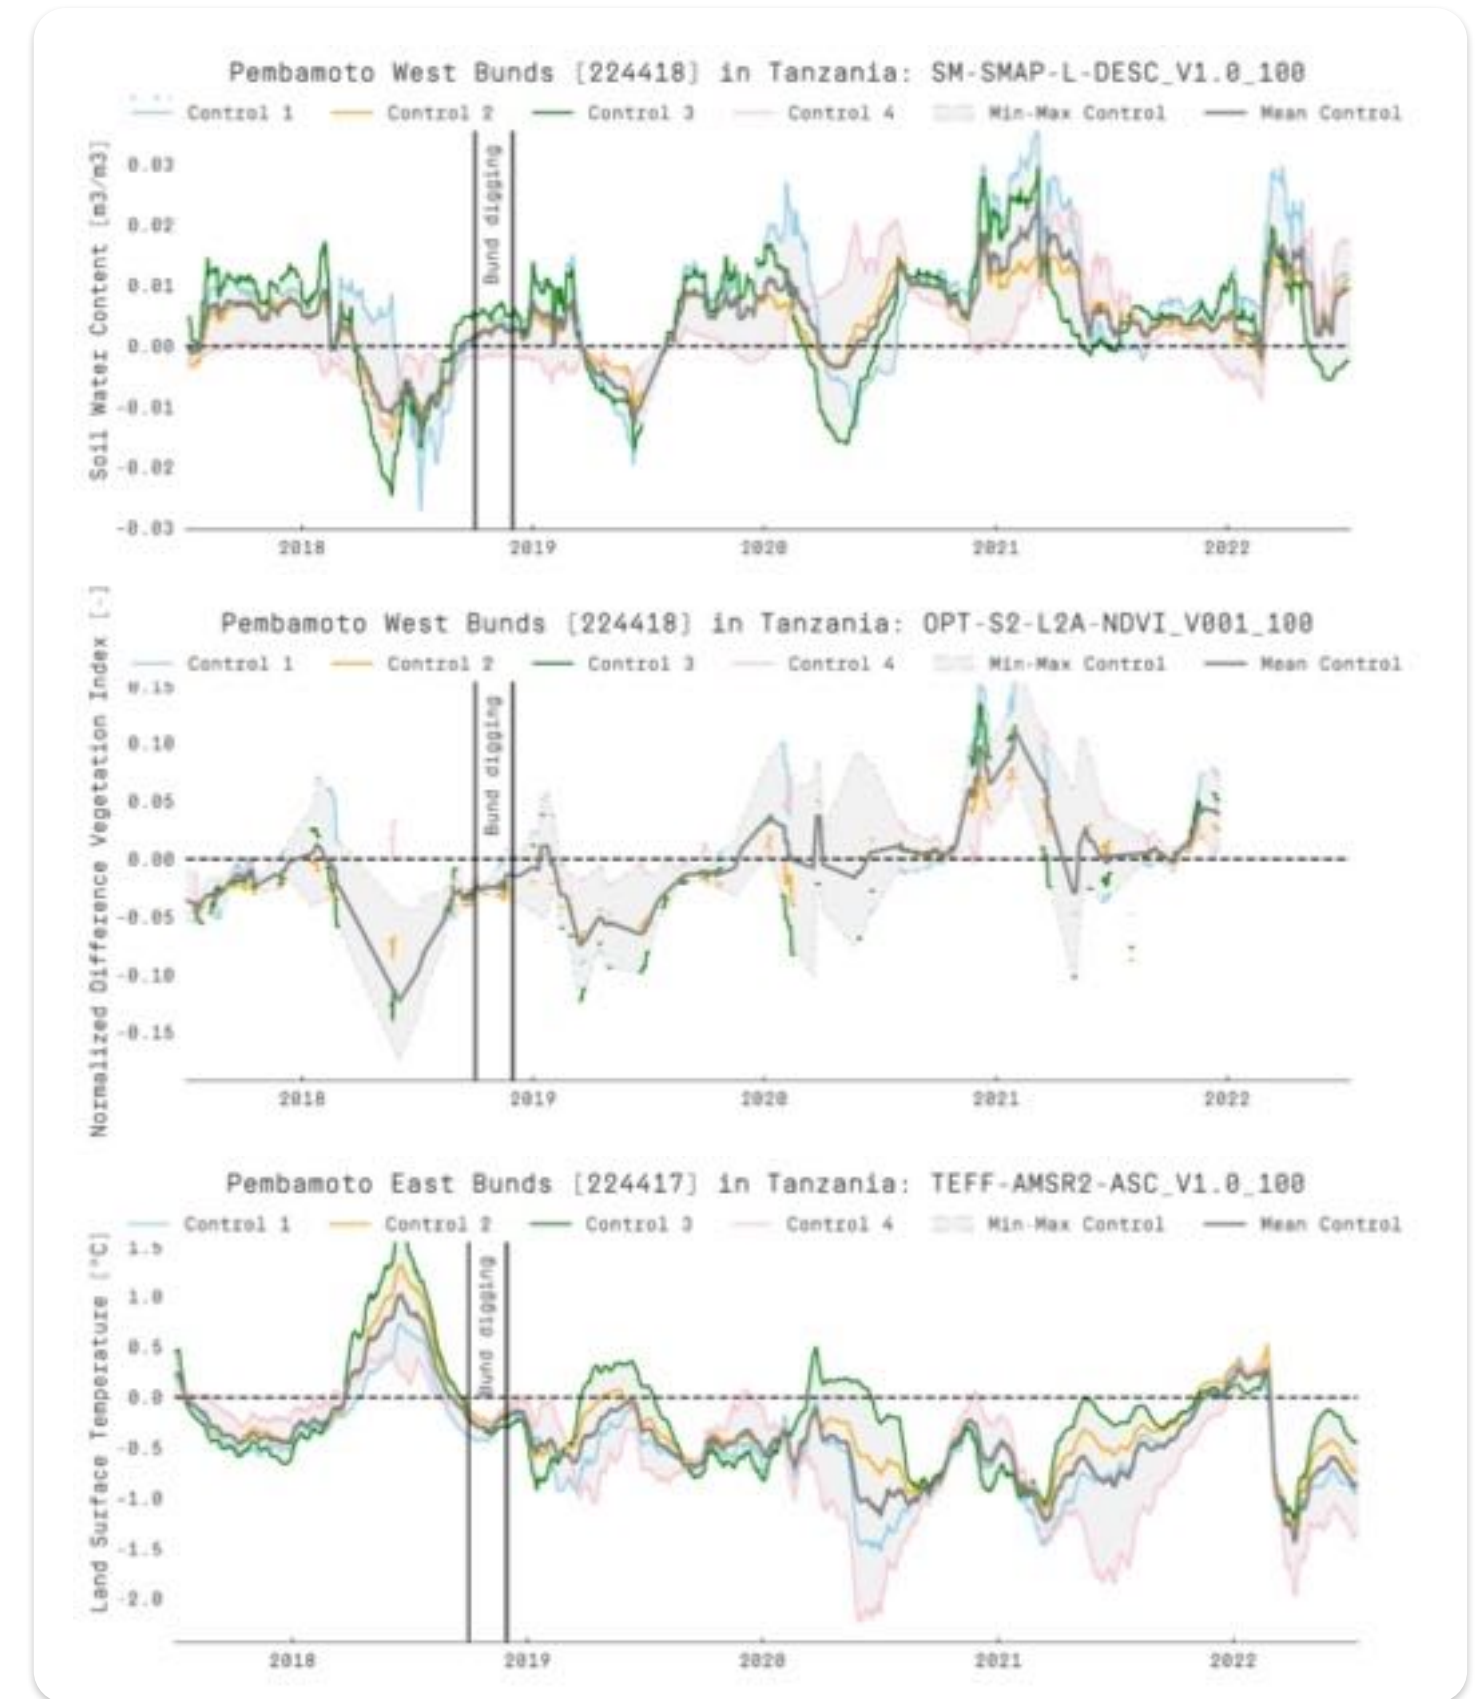 Pembamoto West Bunds [224418] in Tanzania: SM-SMAP-L-DESC_V1.0_100
Control 1 Control 2 Control 3 Control 4 Min-Max Control Mean Control
Soil Water Content [m3/m3]
0.03
0.02
0.01
0.00
-0.01
-0.02
-0.03
Bund digging
2018 2019 2020 2021 2022
Pembamoto West Bunds [224418] in Tanzania: OPT-S2-L2A-NDVI_V001_100
Control 1 Control 2 Control 3 Control 4 Min-Max Control Mean Control
Normalized Difference Vegetation Index [-]
0.15
0.10
0.05
0.00
-0.05
-0.10
-0.15
Bund digging
2018 2019 2020 2021 2022
Pembamoto East Bunds [224417] in Tanzania: TEFF-AMSR2-ASC_V1.0_100
Control 1 Control 2 Control 3 Control 4 Min-Max Control Mean Control
Land Surface Temperature [°C]
1.5
1.0
0.5
0.0
-0.5
-1.0
-1.5
-2.0
Bund digging
2018 2019 2020 2021 2022